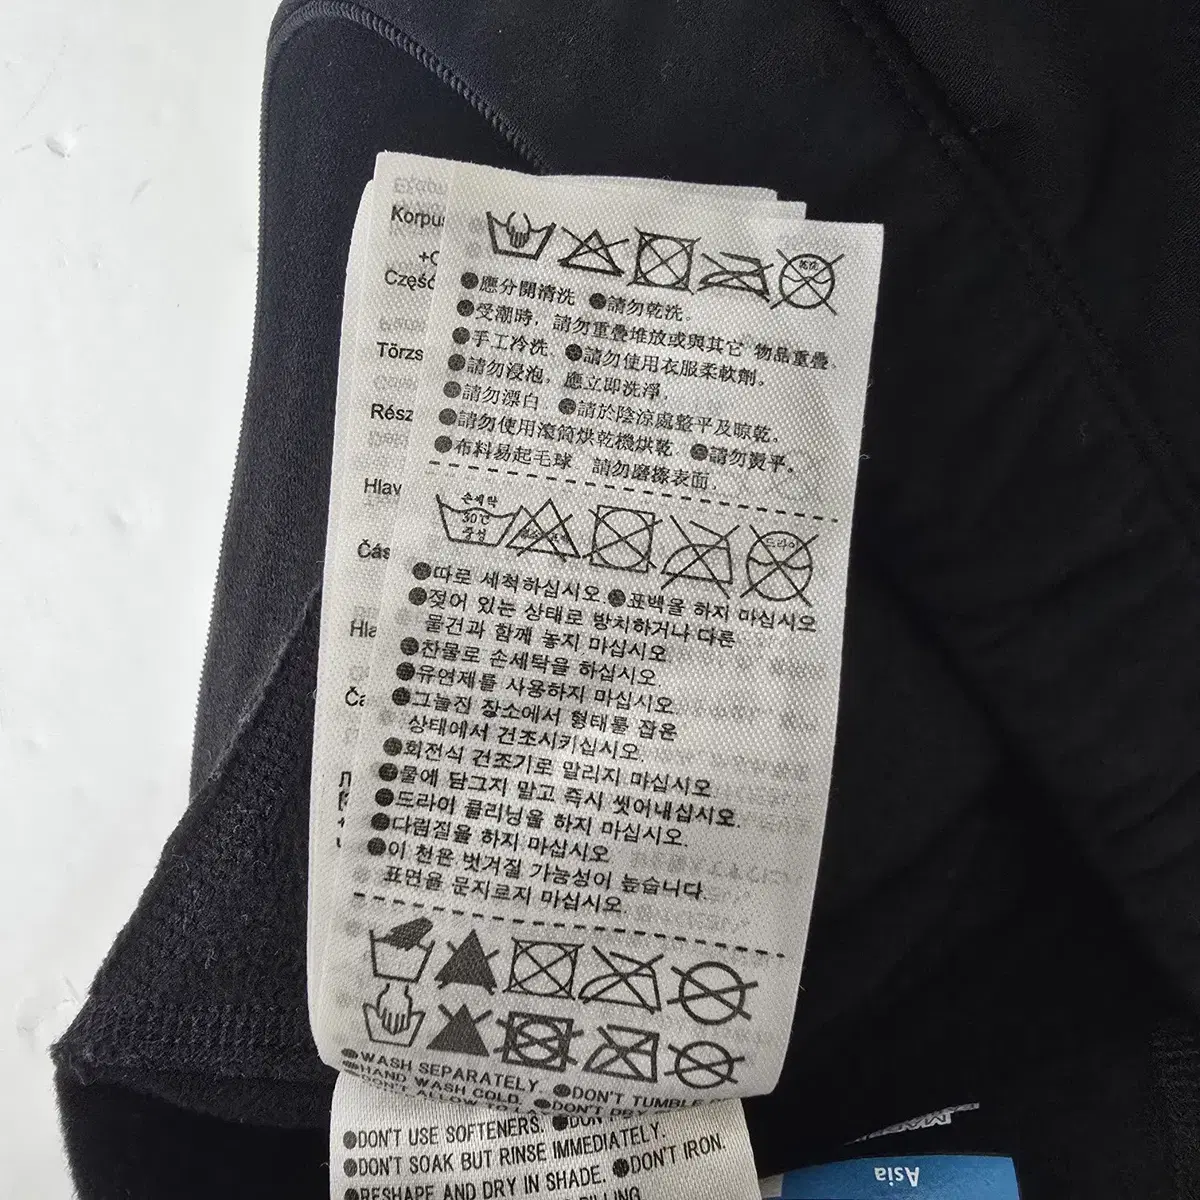 Korpu
Część
Törzs
Rész
Hlav
Čás
Hla
●應分開清洗 ●請勿乾洗。
●受潮時，請勿重疊堆放或與其它 物品重疊。
●手工冷洗. ●請勿使用衣服柔軟劑。
●請勿浸泡，應立即洗淨.
●請勿漂白. ●請於陰涼處整平及晾乾。
●請勿使用滾筒烘乾機烘乾 ●請勿熨平。
●布料易起毛球 請勿磨擦表面.
손세탁
30℃
중성
드라이
●따로 세척하십시오. ●표백을 하지 마십시오
●젖어 있는 상태로 방치하거나 다른
물건과 함께 놓지 마십시오.
●찬물로 손세탁을 하십시오.
●유연제를 사용하지 마십시오.
●그늘진 장소에서 형태를 잡은
상태에서 건조시키십시오.
●회전식 건조기로 말리지 마십시오.
●물에 담그지 말고 즉시 씻어내십시오.
●드라이 클리닝을 하지 마십시오.
●다림질을 하지 마십시오
●이 천은 벗겨질 가능성이 높습니다.
표면을 문지르지 마십시오.
●WASH SEPARATELY. ●DON'T TUMBLE
●HAND WASH COLD. ●DON'T DRY
●DON'T USE SOFTENERS.
●DON'T SOAK BUT RINSE IMMEDIATELY.
●RESHAPE AND DRY IN SHADE. ●DON'T IRON.
PILLING
Asia